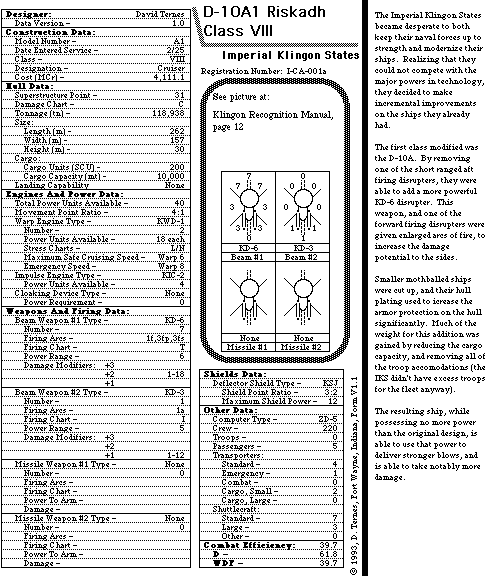 Designer: David Ternes
Data Version - 1.0
Construction Data:
Model Number - A1
Date Entered Service - 2/25
Class - VIII
Designation - Cruiser
Cost (MCr) - 4,111.1
Hull Data:
Superstructure Point - 31
Damage Chart - C
Tonnage (tn) - 118,938
Size:
Length (m) - 262
Width (m) - 157
Height (m) - 30
Cargo:
Cargo Units (SCU) - 200
Cargo Capacity (mt) - 10,000
Landing Capability None
Engines And Power Data:
Total Power Units Available - 40
Movement Point Ratio - 4:1
Warp Engine Type - KWD-1
Number - 2
Power Units Available - 18 each
Stress Charts - L/H
Maximum Safe Cruising Speed - Warp 6
Emergency Speed - Warp 8
Impulse Engine Type - KIC-2
Power Units Available - 4
Cloaking Device Type - None
Power Requirement - 0
Weapons And Firing Data:
Beam Weapon #1 Type - KD-6
Number - 7
Firing Arcs - 1f,3fp,3fs
Firing Chart - T
Power Range - 6
Damage Modifiers: +3
+2 1-18
+1
Beam Weapon #2 Type - KD-3
Number - 1
Firing Arcs - 1a
Firing Chart - I
Power Range - 5
Damage Modifiers: +3
+2
+1 1-12
Missile Weapon #1 Type - None
Number - 0
Firing Arcs -
Firing Chart -
Power To Arm -
Damage -
Missile Weapon #2 Type - None
Number - 0
Firing Arcs -
Firing Chart -
Power To Arm -
Damage -
D-10A1 Riskadh
Class VIII
Imperial Klingon States
Registration Number: I-CA-001a
See picture at:
Klingon Recognition Manual,
page 12
7
7 7
3 3
0
0 0
0 0
1
KD-6 KD-3
Beam #1 Beam #2
None None
Missile #1 Missile #2
Shields Data:
Deflector Shield Type - KSJ
Shield Point Ratio - 3:2
Maximum Shield Power - 12
Other Data:
Computer Type - ZD-5
Crew - 220
Troops - 0
Passengers - 5
Transporters:
Standard - 4
Emergency - 1
Combat - 0
Cargo, Small - 2
Cargo, Large - 0
Shuttlecraft:
Standard - 7
Large - 3
Other - 0
Combat Efficiency: 39.7
D - 61.8
WDF - 39.7
© 1993, D. Ternes, Fort Wayne, Indiana, Form V1.1
The Imperial Klingon States
became desperate to both
keep their naval forces up to
strength and modernize their
ships. Realizing that they
could not compete with the
major powers in technology,
they decided to make
incremental improvements
on the ships they already
had.
The first class modified was
the D-10A. By removing
one of the short ranged aft
firing disrupters, they were
able to add a more powerful
KD-6 disrupter. This
weapon, and one of the
forward firing disrupters were
given enlarged arcs of fire, to
increase the damage
potential to the sides.
Smaller mothballed ships
were cut up, and their hull
plating used to icrease the
armor protection on the hull
significantly. Much of the
weight for this addition was
gained by reducing the cargo
capacity, and removing all of
the troop accomodations (the
IKS didn't have excess troops
for the fleet anyway).
The resulting ship, while
possessing no more power
than the original design, is
able to use that power to
deliver stronger blows, and
is able to take notably more
damage.